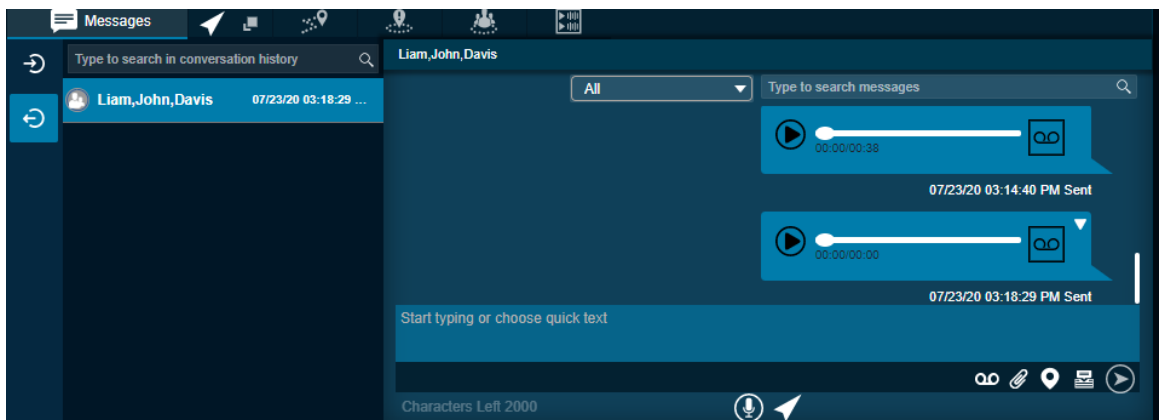 Messages
Type to search in conversation history
Liam,John,Davis
07/23/20 03:18:29 ...
Liam,John,Davis
All
Type to search messages
00:00/00:38
07/23/20 03:14:40 PM Sent
00:00/00:00
07/23/20 03:18:29 PM Sent
Start typing or choose quick text
Characters Left 2000